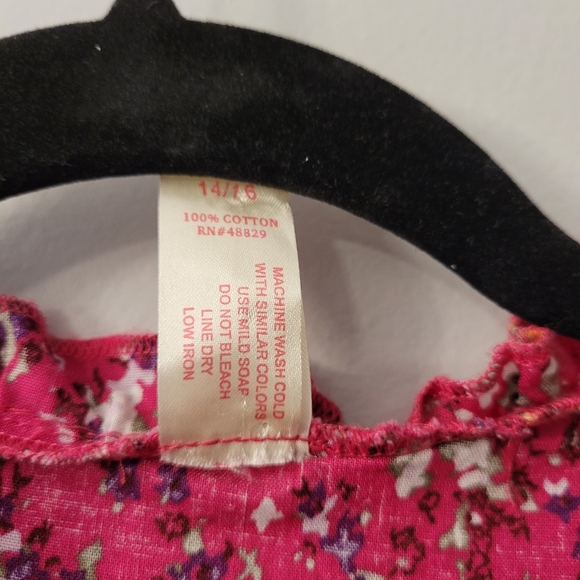 14/16
100% COTTON
RN#48829
MACHINE WASH COLD
WITH SIMILAR COLORS
USE MILD SOAP
DO NOT BLEACH
LINE DRY
LOW IRON